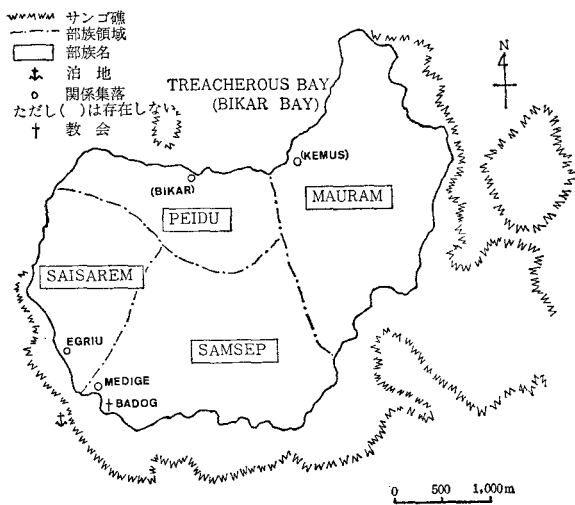 サンゴ礁
部族領域
部族名
泊 地
関係集落
ただし( )は存在しない
教 会
N
TREACHEROUS BAY
(BIKAR BAY)
(KEMUS)
(BIKAR)
MAURAM
PEIDU
SAISAREM
SAMSEP
EGRIU
MEDIGE
BADOG
0 500 1,000m